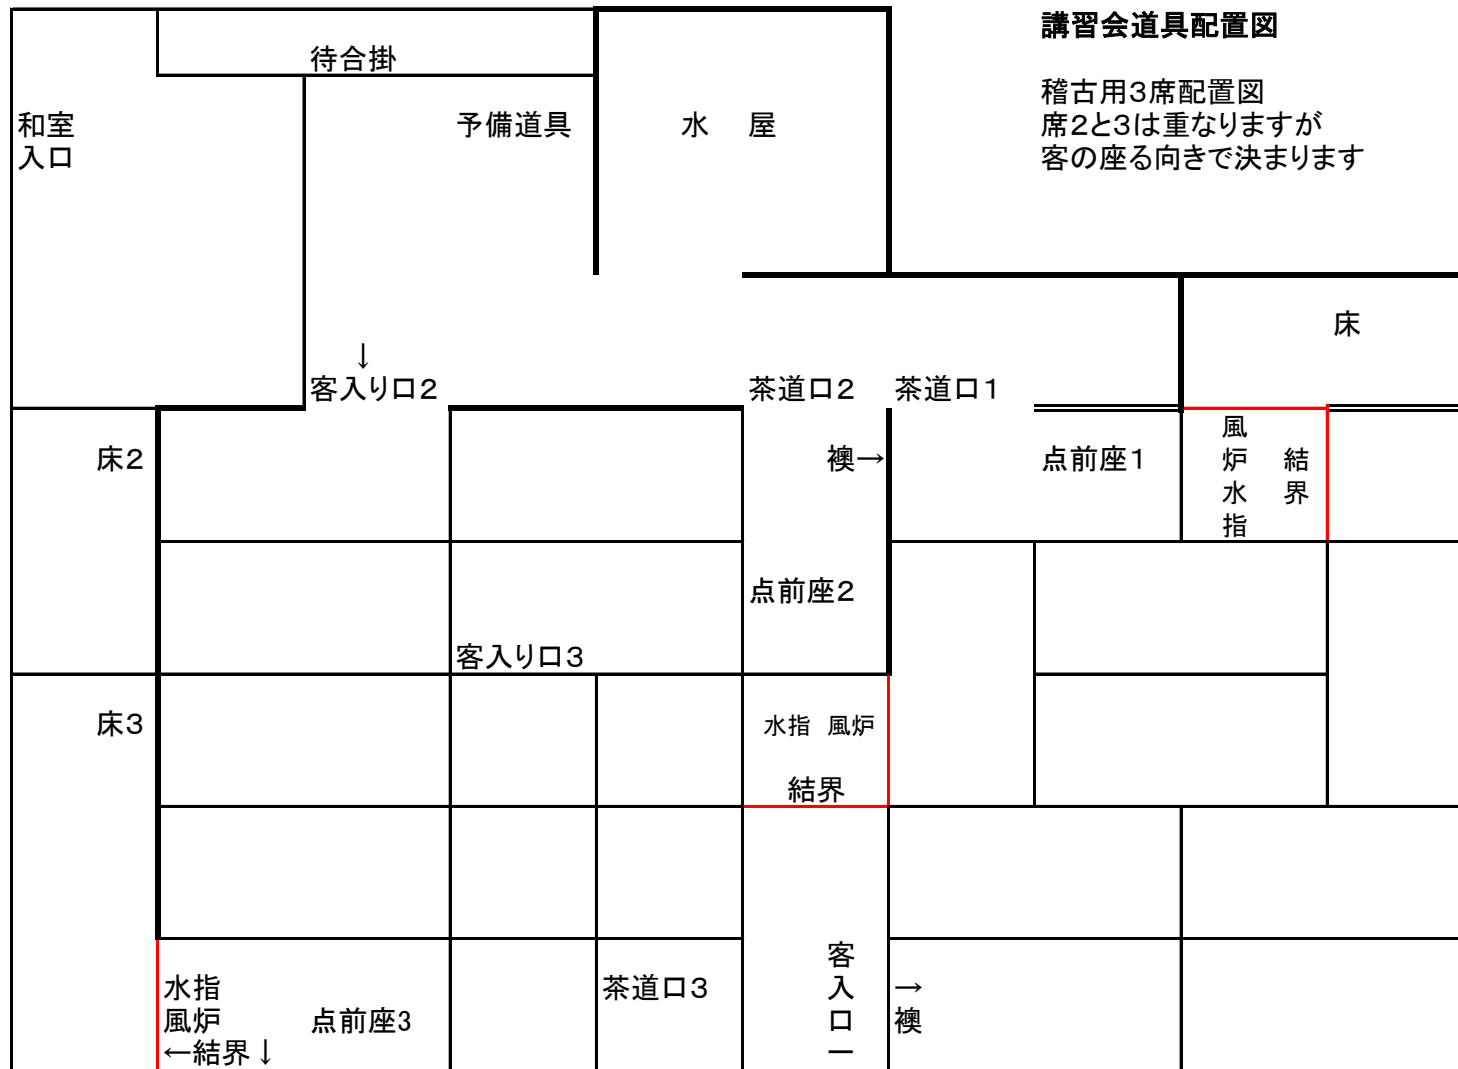 講習会道具配置図
稽古用3席配置図
席2と3は重なりますが
客の座る向きで決まります
待合掛
和室
入口
予備道具
水 屋
床
↓
客入り口2
茶道口2
茶道口1
床2
襖→
点前座1
風炉水指
結界
点前座2
客入り口3
床3
水指 風炉
結界
水指
風炉
←結界↓
点前座3
茶道口3
客入口一
→
襖